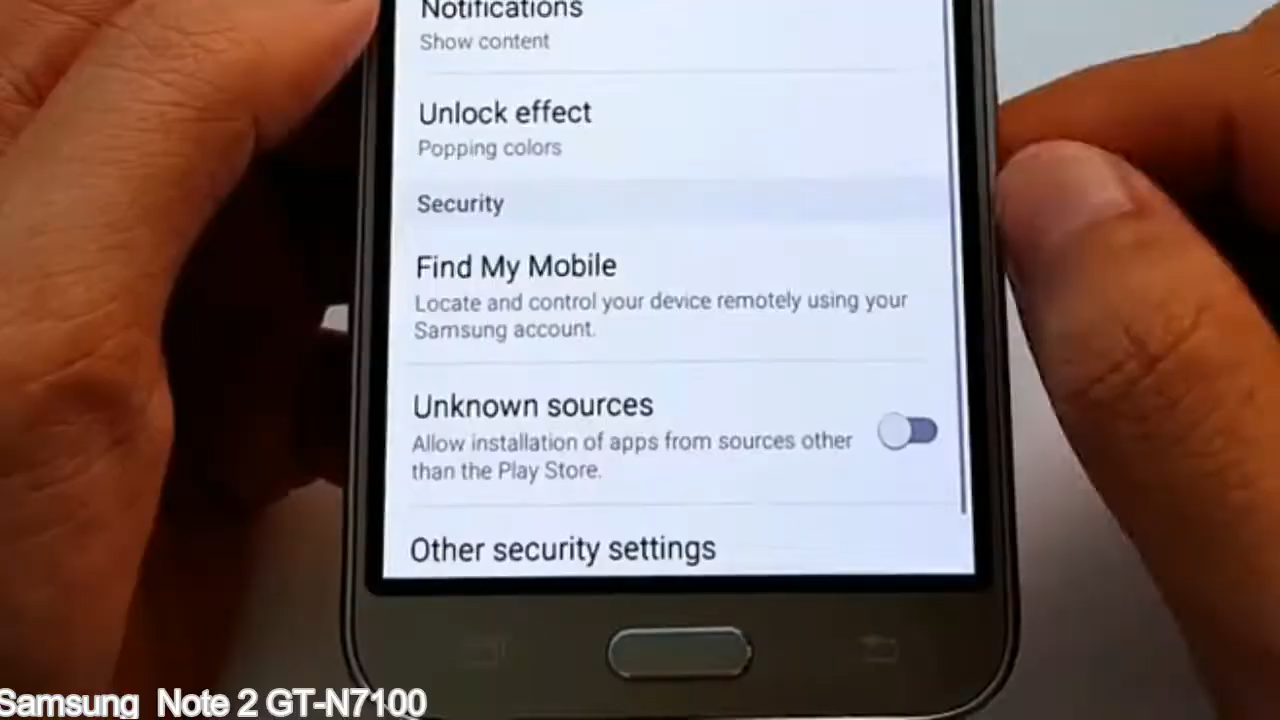 Notifications
Show content
Unlock effect
Popping colors
Security
Find My Mobile
Locate and control your device remotely using your
Samsung account.
Unknown sources
Allow installation of apps from sources other
than the Play Store.
Other security settings
Samsung Note 2 GT-N7100